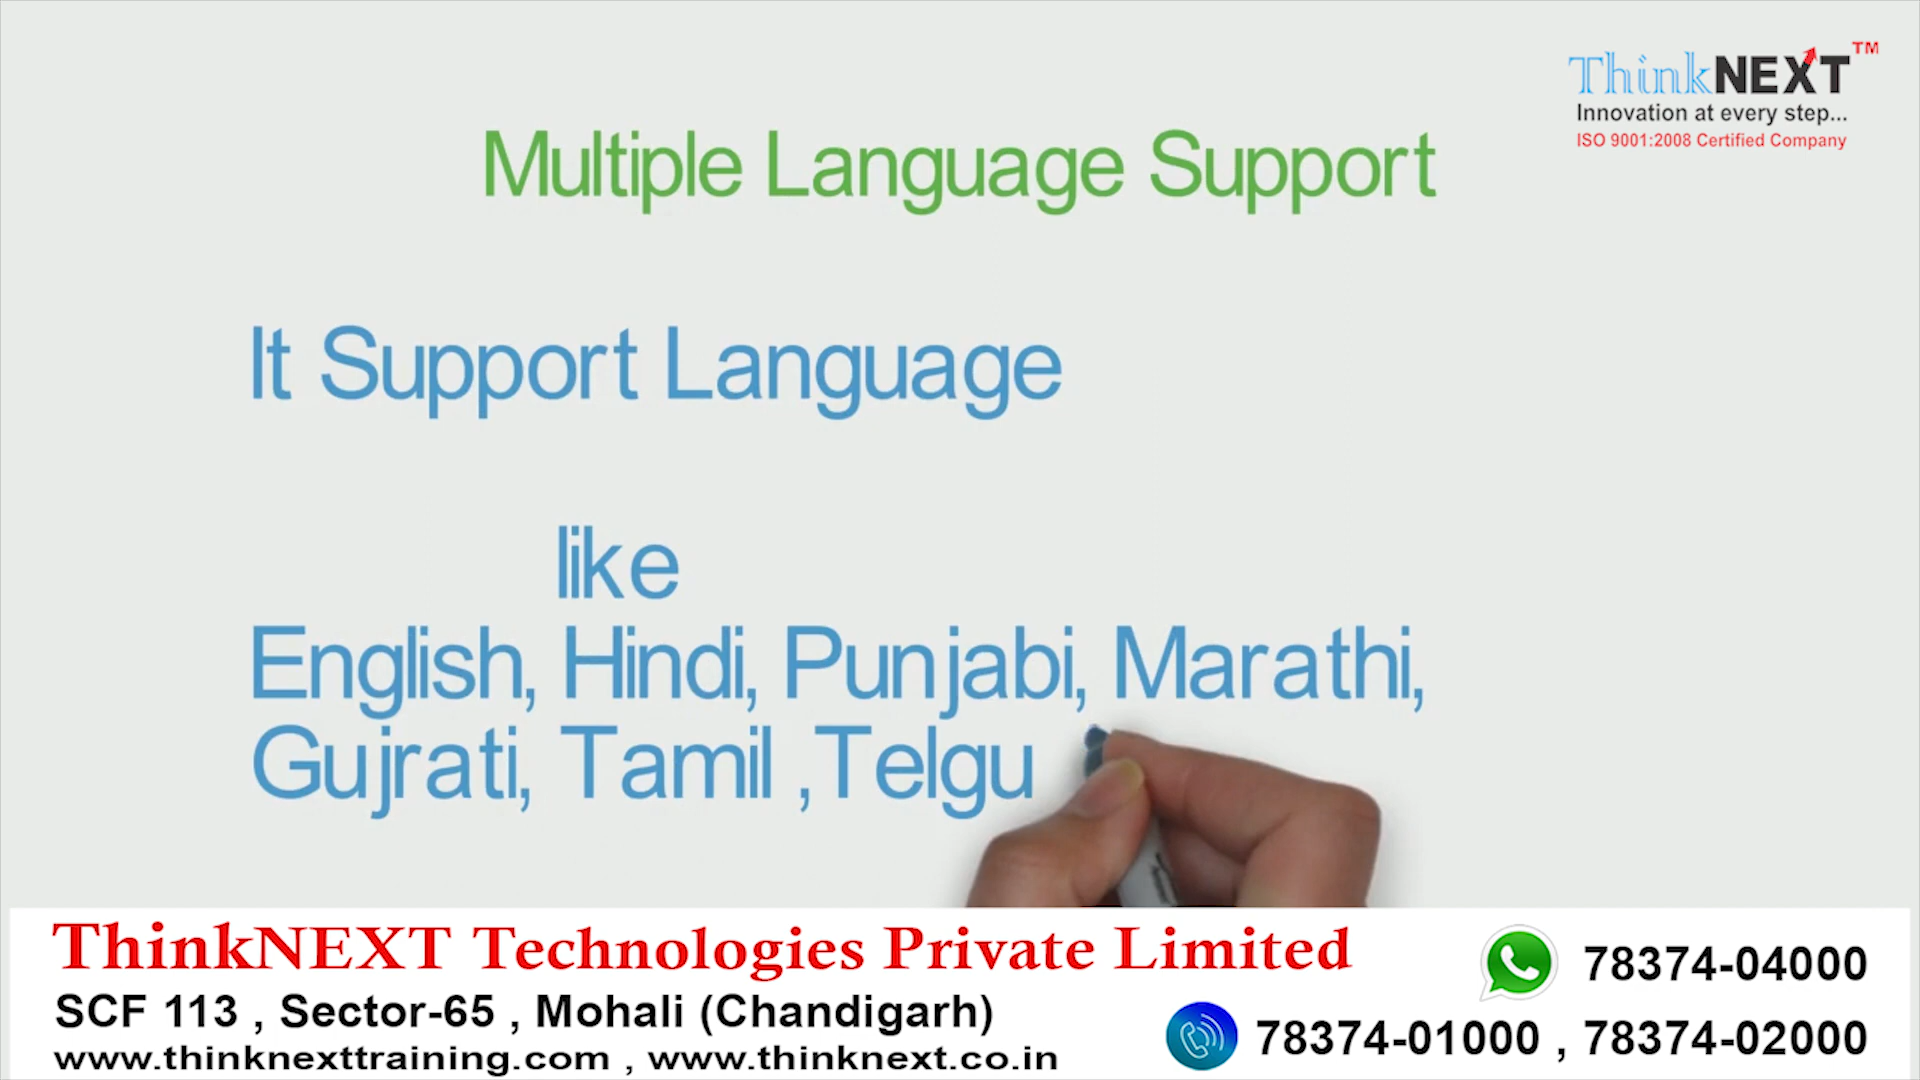 ThinkNEXT™
Innovation at every step...
ISO 9001:2008 Certified Company
Multiple Language Support
It Support Language
like
English, Hindi, Punjabi, Marathi,
Gujrati, Tamil ,Telgu
ThinkNEXT Technologies Private Limited
SCF 113 , Sector-65 , Mohali (Chandigarh)
www.thinknexttraining.com , www.thinknext.co.in
78374-04000
78374-01000 , 78374-02000